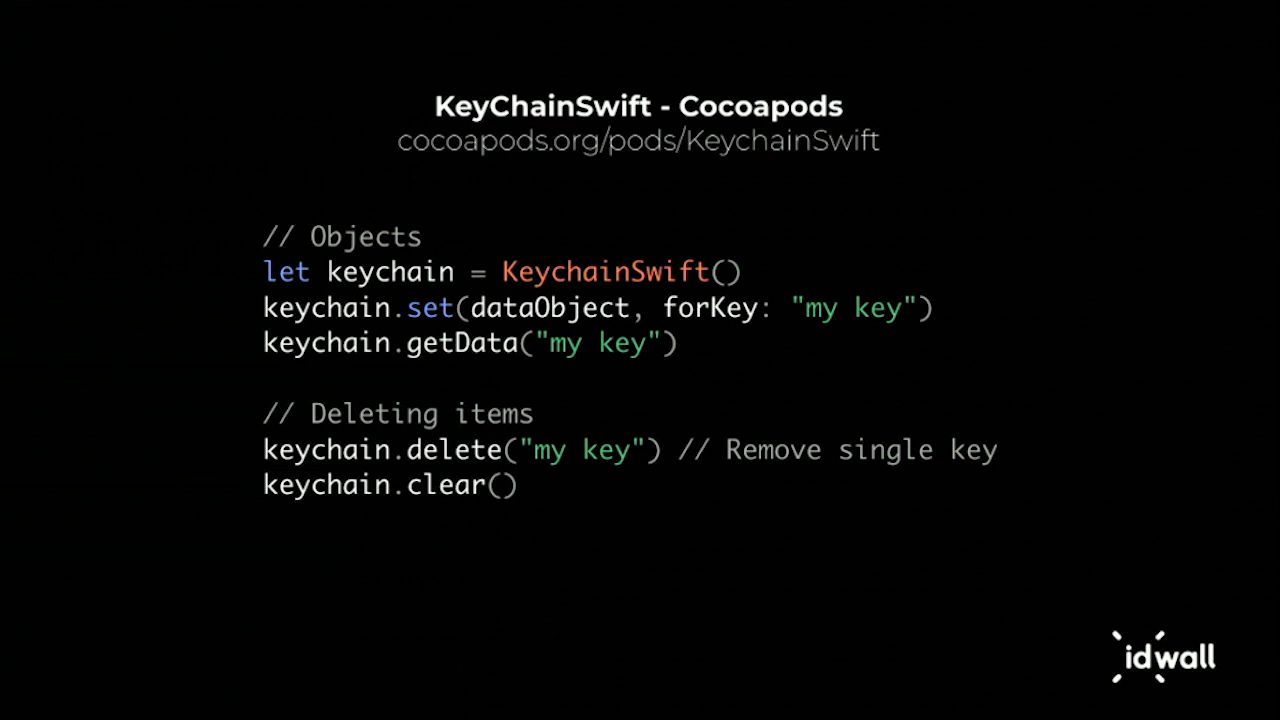 KeyChainSwift - Cocoapods
cocoapods.org/pods/KeychainSwift
// Objects
let keychain = KeychainSwift()
keychain.set(dataObject, forKey: "my key")
keychain.getData("my key")
// Deleting items
keychain.delete("my key") // Remove single key
keychain.clear()
idwall